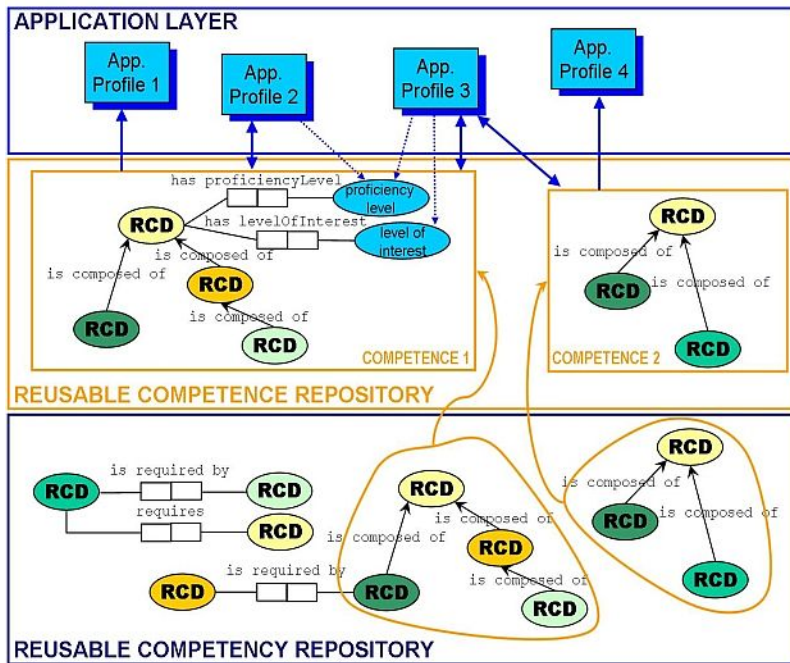 APPLICATION LAYER
App.
Profile 1
App.
Profile 2
App.
Profile 3
App.
Profile 4
has proficiencyLevel
proficiency
level
RCD
has levelOfInterest
level of
interest
is composed of
is composed of
RCD
RCD
is composed of
RCD
COMPETENCE 1
RCD
is composed of
RCD
is composed of
RCD
COMPETENCE 2
REUSABLE COMPETENCE REPOSITORY
is required by
RCD
RCD
requires
RCD
is required by
RCD
RCD
RCD
is composed of
is composed of
RCD
is composed of
RCD
RCD
is composed of
RCD
is composed of
RCD
REUSABLE COMPETENCY REPOSITORY